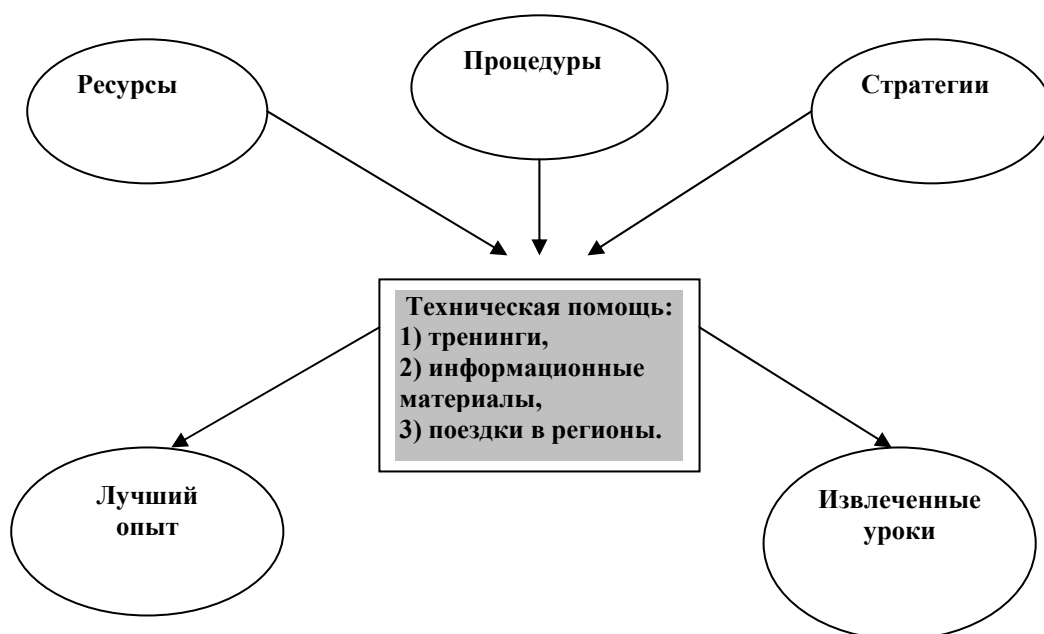 Ресурсы
Процедуры
Стратегии
Техническая помощь:
1) тренинги,
2) информационные
материалы,
3) поездки в регионы.
Лучший
опыт
Извлеченные
уроки